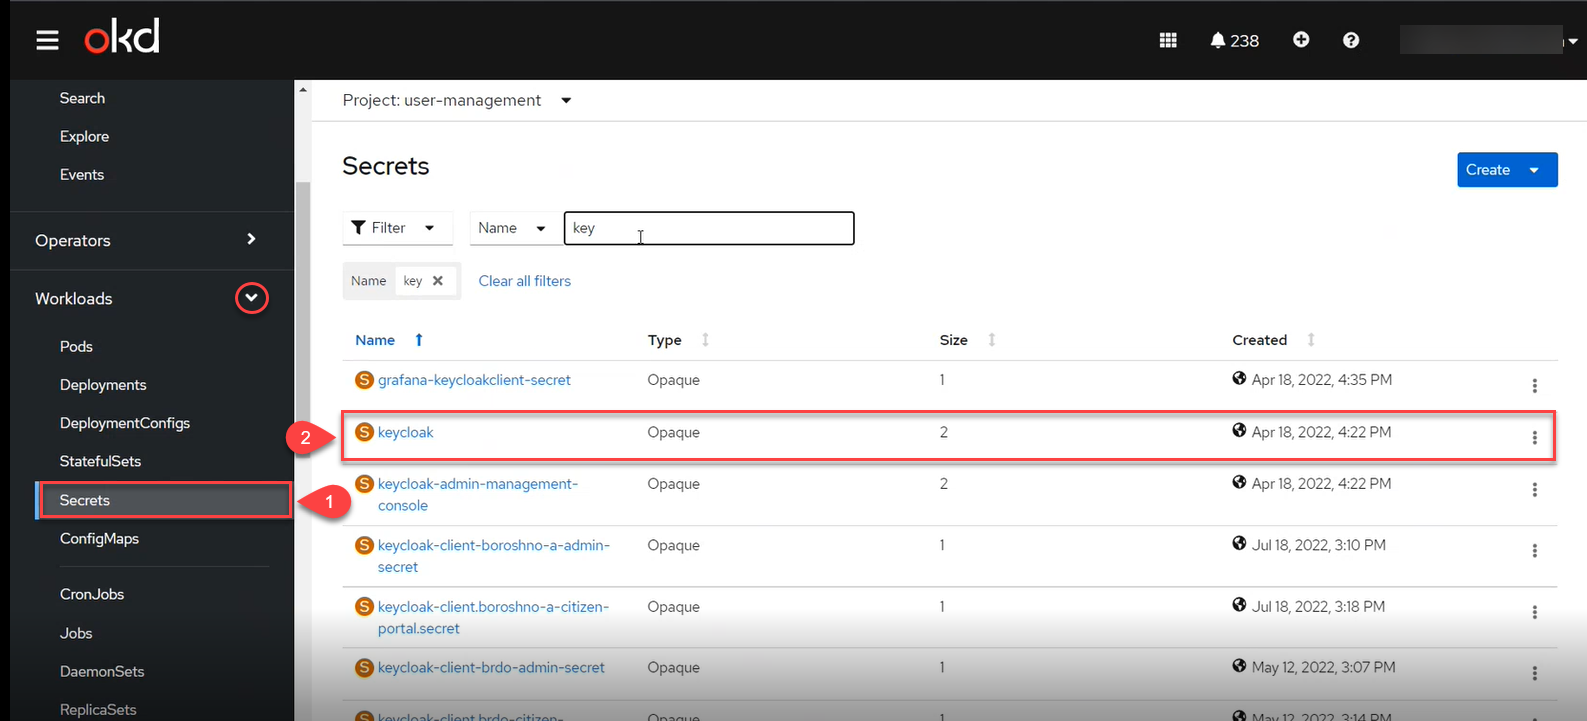 okd
238
Search
Explore
Events
Operators
Workloads
Pods
Deployments
DeploymentConfigs
StatefulSets
Secrets
1
ConfigMaps
CronJobs
Jobs
DaemonSets
ReplicaSets
Project: user-management
Secrets
Create
Filter Name key
Name key Clear all filters
Name Type Size Created
S grafana-keycloakclient-secret Opaque 1 Apr 18, 2022, 4:35 PM
2
S keycloak Opaque 2 Apr 18, 2022, 4:22 PM
S keycloak-admin-management- Opaque 2 Apr 18, 2022, 4:22 PM
console
S keycloak-client-boroshno-a-admin- Opaque 1 Jul 18, 2022, 3:10 PM
secret
S keycloak-client.boroshno-a-citizen- Opaque 1 Jul 18, 2022, 3:18 PM
portal.secret
S keycloak-client-brdo-admin-secret Opaque 1 May 12, 2022, 3:07 PM
S keycloak-client.brdo-citizen- Opaque 1 May 12, 2022, 3:14 PM